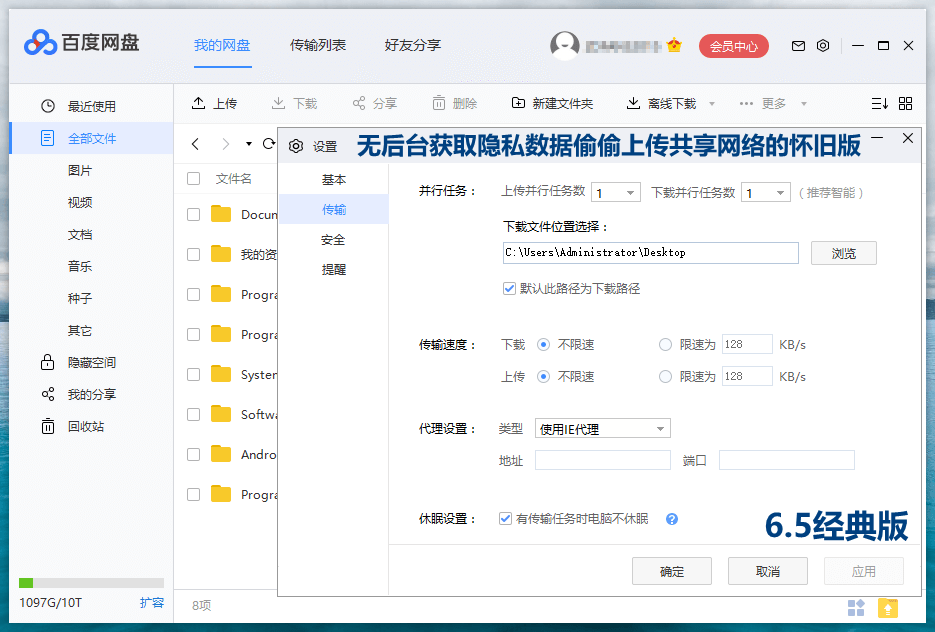 百度网盘
我的网盘 传输列表 好友分享
会员中心
上传 下载 分享 删除 新建文件夹 离线下载 更多
最近使用
全部文件
图片
视频
文档
音乐
种子
其它
隐藏空间
我的分享
回收站
1097G/10T 扩容
文件名
Docun
我的资
Progra
Progra
System
Softwa
Andro
Progra
8项
设置 无后台获取隐私数据偷偷上传共享网络的怀旧版
基本
传输
安全
提醒
并行任务: 上传并行任务数 1 下载并行任务数 1 (推荐智能)
下载文件位置选择:
C:\Users\Administrator\Desktop 浏览
默认此路径为下载路径
传输速度: 下载 不限速 限速为 128 KB/s
上传 不限速 限速为 128 KB/s
代理设置: 类型 使用IE代理
地址 端口
休眠设置: 有传输任务时电脑不休眠 ?
6.5经典版
确定 取消 应用